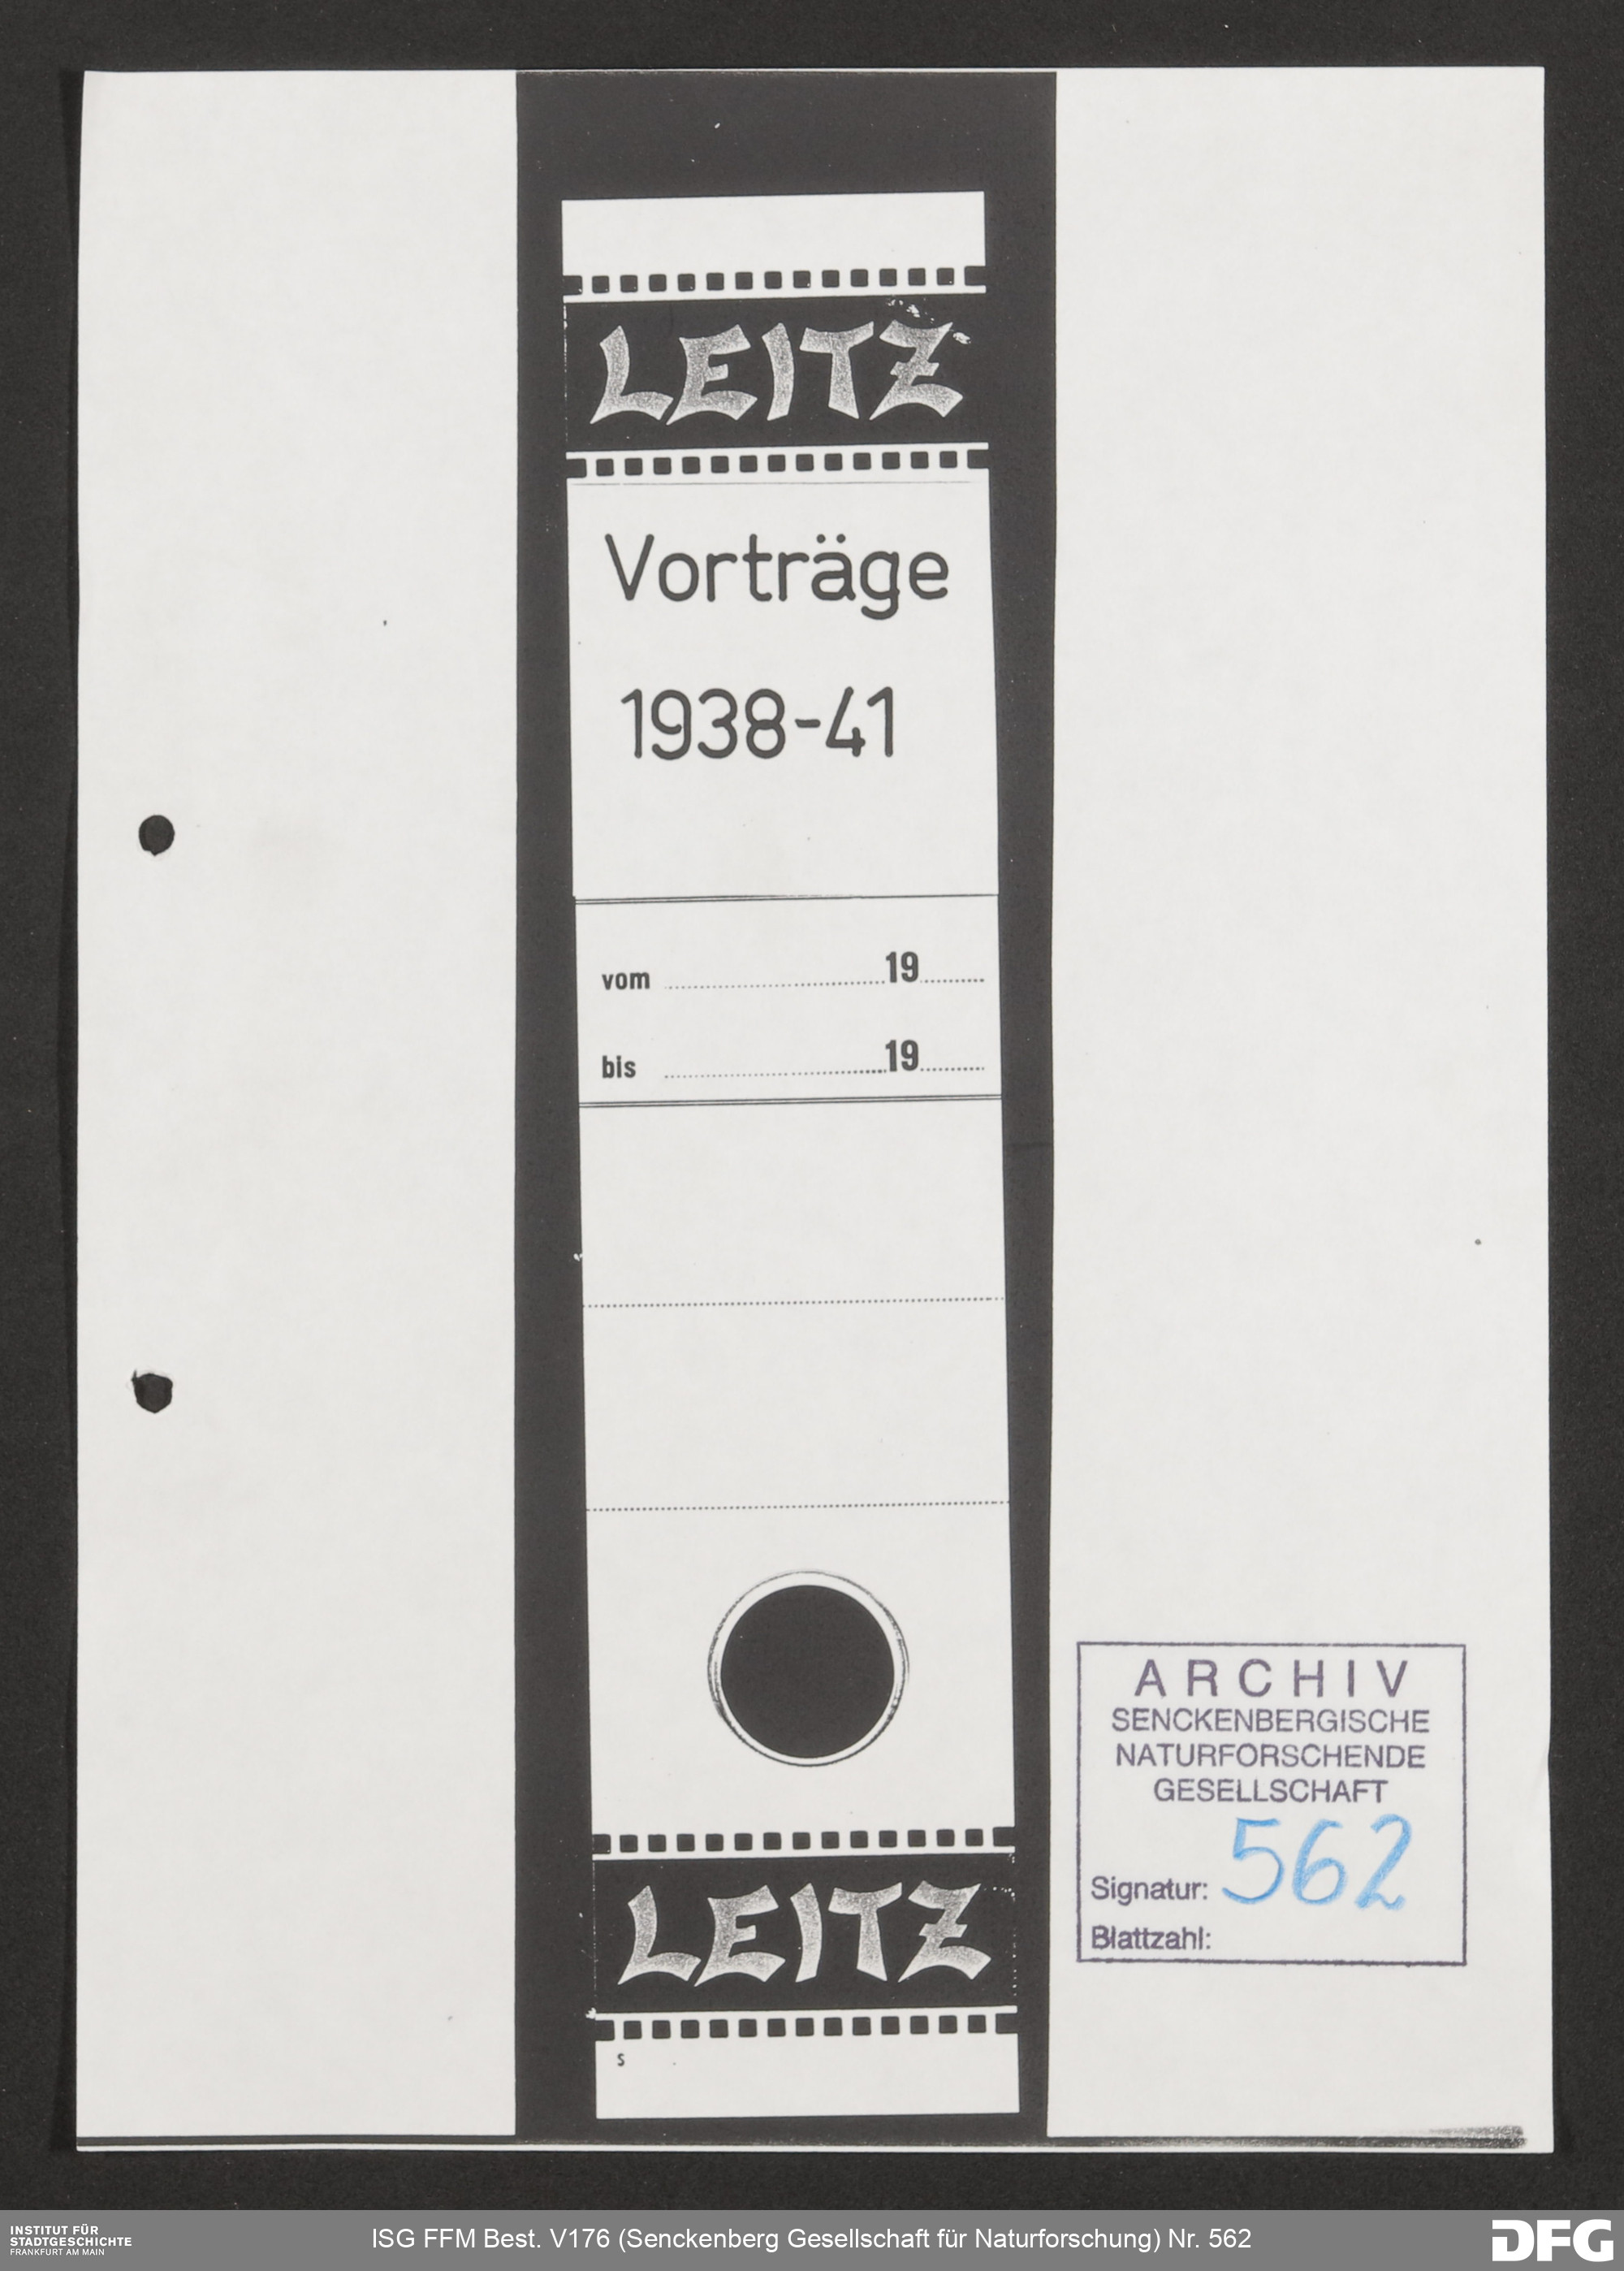 LEITZ
Vorträge
1938-41
vom 19
bis 19
LEITZ
s
ARCHIV
SENCKENBERGISCHE
NATURFORSCHENDE
GESELLSCHAFT
Signatur: 562
Blattzahl:
INSTITUT FÜR
STADTGESCHICHTE
FRANKFURT AM MAIN
ISG FFM Best. V176 (Senckenberg Gesellschaft für Naturforschung) Nr. 562
DFG